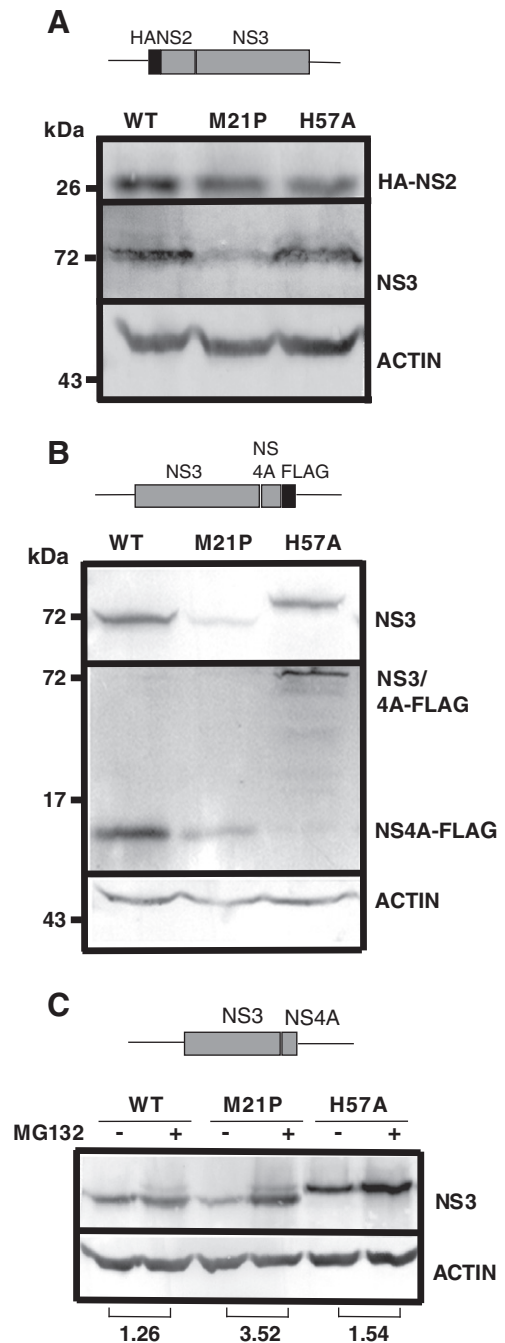 A
HANS2 NS3
kDa WT M21P H57A
26 HA-NS2
72 NS3
ACTIN
43
B
NS3 NS 4A FLAG
kDa WT M21P H57A
72 NS3
72 NS3/ 4A-FLAG
17
NS4A-FLAG
ACTIN
43
C
NS3 NS4A
WT M21P H57A
MG132 - + - + - +
NS3
ACTIN
1.26 3.52 1.54